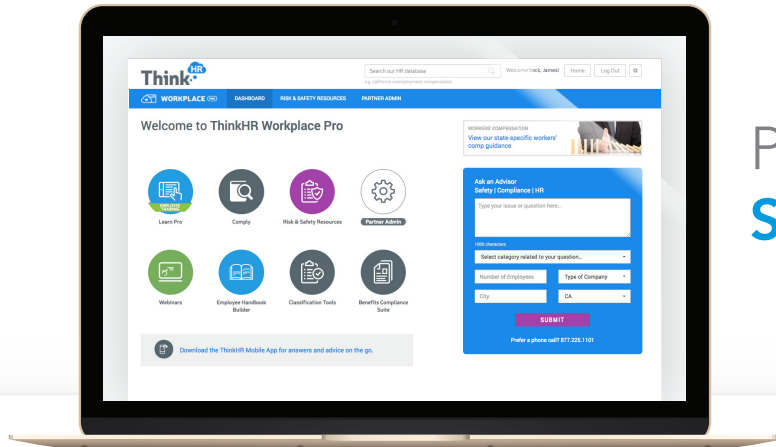 Think HR
Search our HR database
e.g. california unemployment compensation
Welcome back, James!
Home
Log Out
WORKPLACE PRO
DASHBOARD
RISK & SAFETY RESOURCES
PARTNER ADMIN
Welcome to ThinkHR Workplace Pro
EMPLOYEE
TRAINING
Learn Pro
Comply
Risk & Safety Resources
Partner Admin
Webinars
Employee Handbook
Builder
Classification Tools
Benefits Compliance
Suite
Download the ThinkHR Mobile App for answers and advice on the go.
WORKERS' COMPENSATION
View our state-specific workers'
comp guidance
Ask an Advisor
Safety | Compliance | HR
Type your issue or question here...
1000 characters
Select category related to your question...
Number of Employees
Type of Company
City
CA
SUBMIT
Prefer a phone call? 877.225.1101
P
S